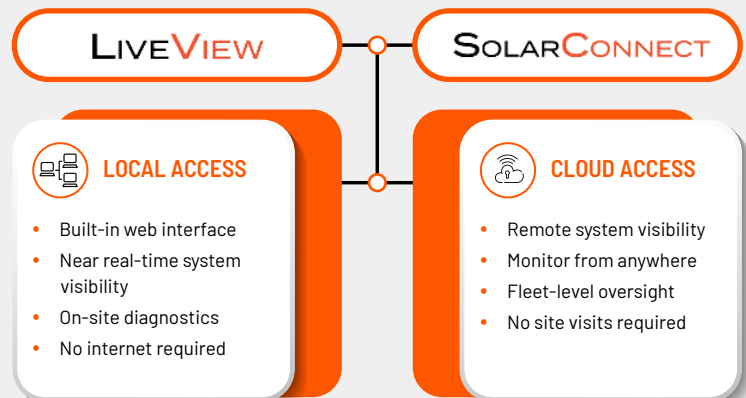 LIVEVIEW
SOLARCONNECT
LOCAL ACCESS
• Built-in web interface
• Near real-time system
visibility
• On-site diagnostics
• No internet required
CLOUD ACCESS
• Remote system visibility
• Monitor from anywhere
• Fleet-level oversight
• No site visits required